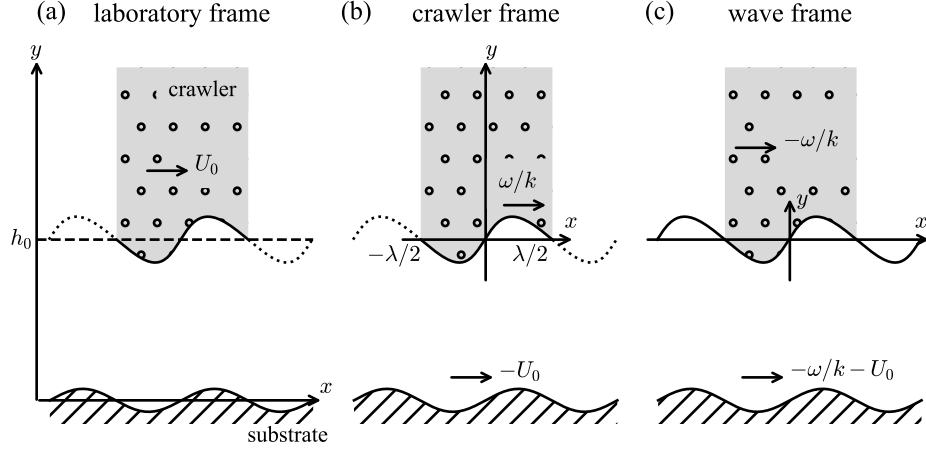 (a) laboratory frame
y
crawler
U₀
h₀
x
substrate
(b) crawler frame
y
ω/k
x
−λ/2
λ/2
−U₀
(c) wave frame
−ω/k
y
x
−ω/k − U₀